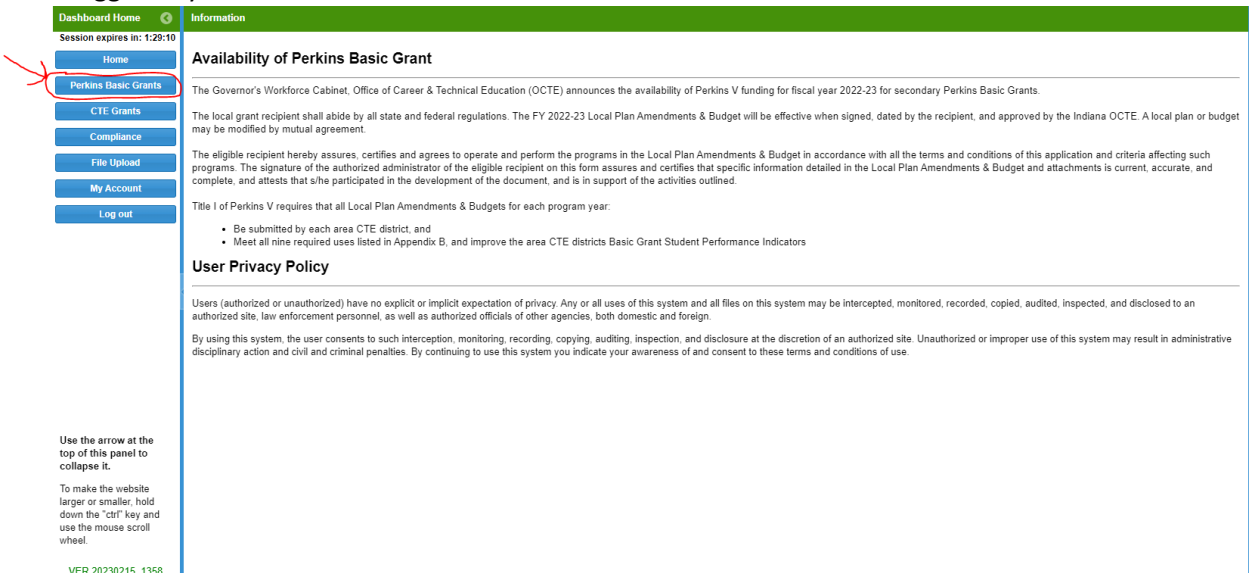 Dashboard Home
Session expires in: 1:29:10
Home
Perkins Basic Grants
CTE Grants
Compliance
File Upload
My Account
Log out
Use the arrow at the
top of this panel to
collapse it.
To make the website
larger or smaller, hold
down the "ctrl" key and
use the mouse scroll
wheel.
VER 20230215_1358
Information
Availability of Perkins Basic Grant
The Governor's Workforce Cabinet, Office of Career & Technical Education (OCTE) announces the availability of Perkins V funding for fiscal year 2022-23 for secondary Perkins Basic Grants.
The local grant recipient shall abide by all state and federal regulations. The FY 2022-23 Local Plan Amendments & Budget will be effective when signed, dated by the recipient, and approved by the Indiana OCTE. A local plan or budget
may be modified by mutual agreement.
The eligible recipient hereby assures, certifies and agrees to operate and perform the programs in the Local Plan Amendments & Budget in accordance with all the terms and conditions of this application and criteria affecting such
programs. The signature of the authorized administrator of the eligible recipient on this form assures and certifies that specific information detailed in the Local Plan Amendments & Budget and attachments is current, accurate, and
complete, and attests that s/he participated in the development of the document, and is in support of the activities outlined.
Title I of Perkins V requires that all Local Plan Amendments & Budgets for each program year:
• Be submitted by each area CTE district, and
• Meet all nine required uses listed in Appendix B, and improve the area CTE districts Basic Grant Student Performance Indicators
User Privacy Policy
Users (authorized or unauthorized) have no explicit or implicit expectation of privacy. Any or all uses of this system and all files on this system may be intercepted, monitored, recorded, copied, audited, inspected, and disclosed to an
authorized site, law enforcement personnel, as well as authorized officials of other agencies, both domestic and foreign.
By using this system, the user consents to such interception, monitoring, recording, copying, auditing, inspection, and disclosure at the discretion of an authorized site. Unauthorized or improper use of this system may result in administrative
disciplinary action and civil and criminal penalties. By continuing to use this system you indicate your awareness of and consent to these terms and conditions of use.